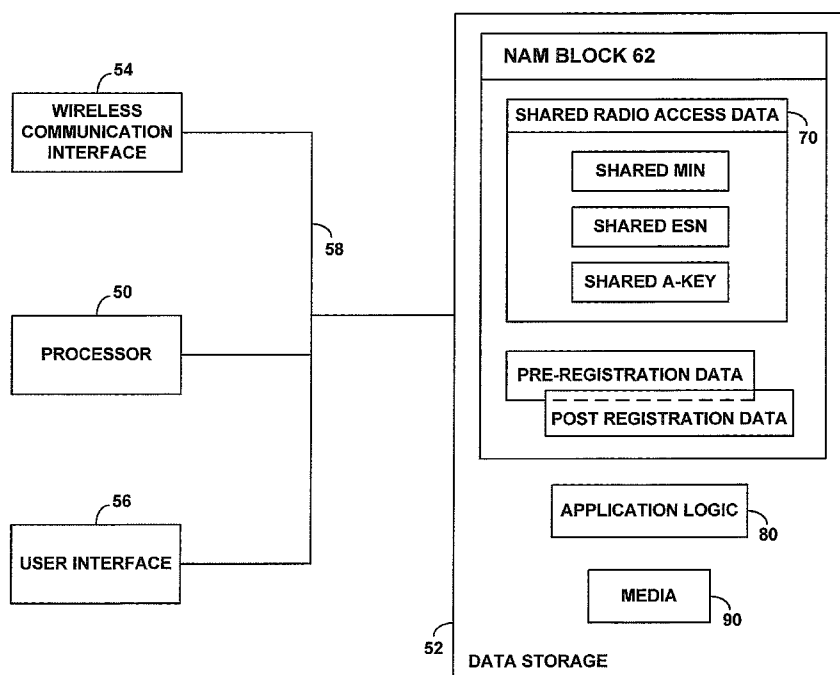 54
WIRELESS
COMMUNICATION
INTERFACE
58
50
PROCESSOR
56
USER INTERFACE
NAM BLOCK 62
SHARED RADIO ACCESS DATA
70
SHARED MIN
SHARED ESN
SHARED A-KEY
PRE-REGISTRATION DATA
POST REGISTRATION DATA
APPLICATION LOGIC
80
MEDIA
90
52
DATA STORAGE